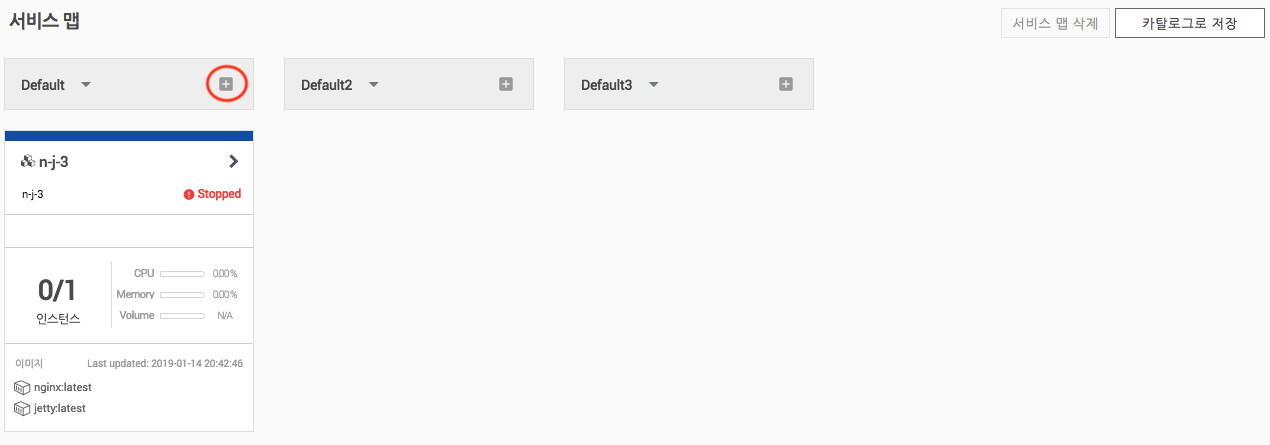 서비스 맵
서비스 맵 삭제
카탈로그로 저장
Default
Default2
Default3
n-j-3
n-j-3
Stopped
0/1
인스턴스
CPU 0.00%
Memory 0.00%
Volume N/A
이미지
Last updated: 2019-01-14 20:42:46
nginx:latest
jetty:latest